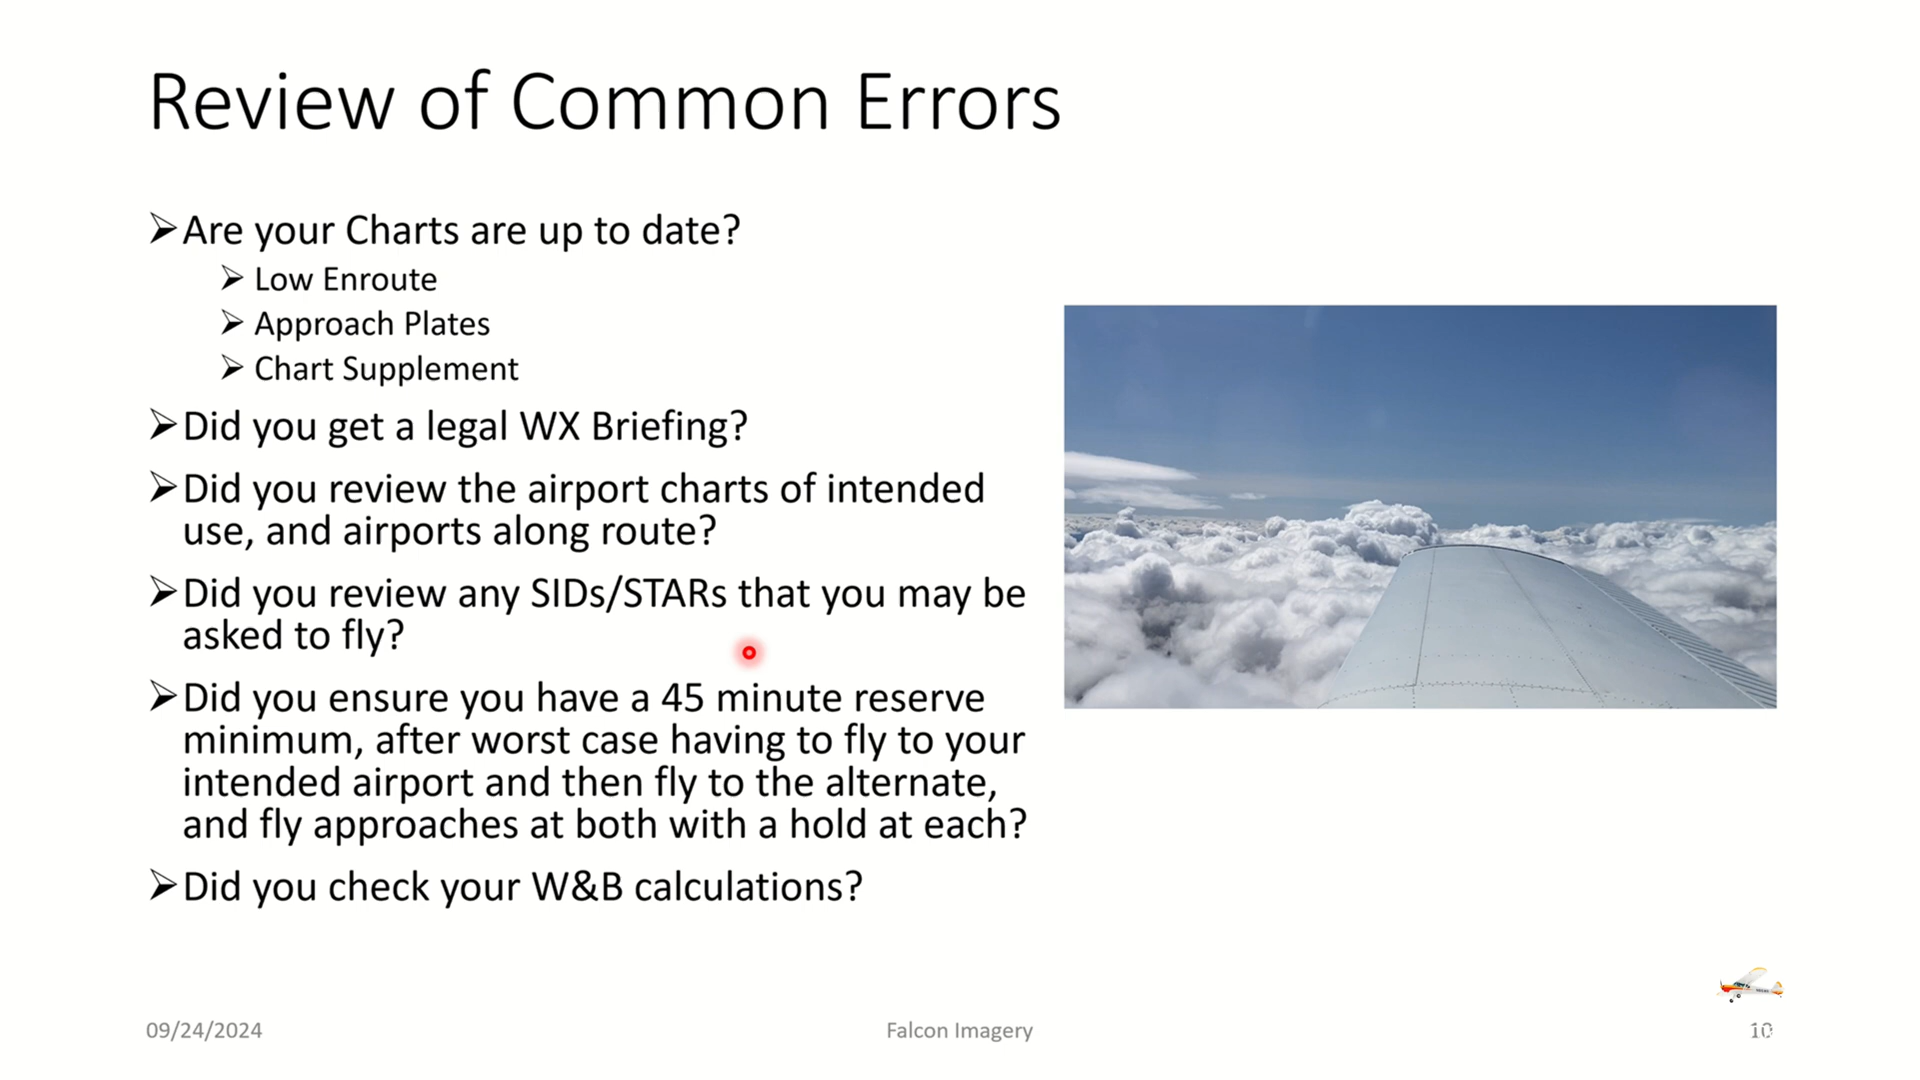 Review of Common Errors
Are your Charts are up to date?
Low Enroute
Approach Plates
Chart Supplement
Did you get a legal WX Briefing?
Did you review the airport charts of intended
use, and airports along route?
Did you review any SIDs/STARs that you may be
asked to fly?
Did you ensure you have a 45 minute reserve
minimum, after worst case having to fly to your
intended airport and then fly to the alternate,
and fly approaches at both with a hold at each?
Did you check your W&B calculations?
09/24/2024
Falcon Imagery
10